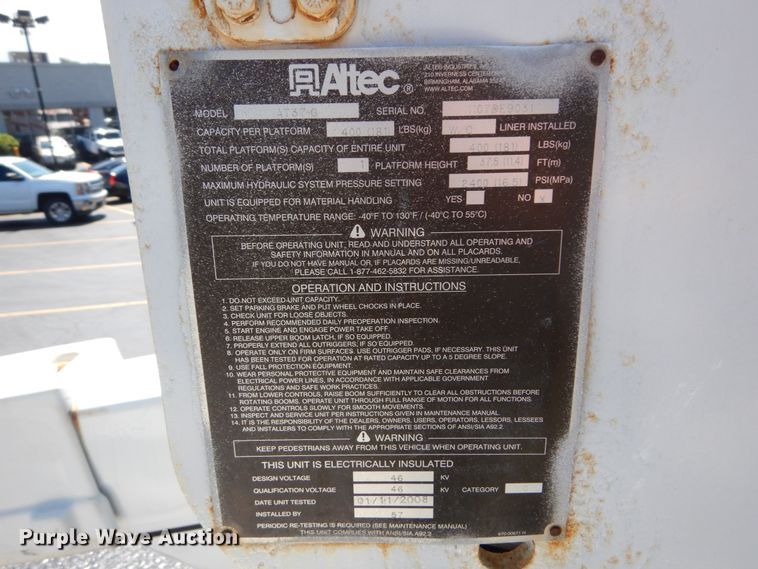 Altec®
ALTEC INDUSTRIES, INC.
210 INVERNESS CENTER
BIRMINGHAM, ALABAMA
WWW.ALTEC.COM
MODEL AT37-G SERIAL NO.
CAPACITY PER PLATFORM 400 (181) LBS(kg) LINER INSTALLED
TOTAL PLATFORM(S) CAPACITY OF ENTIRE UNIT 400 (181) LBS(kg)
NUMBER OF PLATFORM(S) 1 PLATFORM HEIGHT 37.5 (11.4) FT(m)
MAXIMUM HYDRAULIC SYSTEM PRESSURE SETTING 2400 (16.5) PSI(MPa)
UNIT IS EQUIPPED FOR MATERIAL HANDLING YES NO X
OPERATING TEMPERATURE RANGE: -40°F TO 130°F / (-40°C TO 55°C)
WARNING
BEFORE OPERATING UNIT, READ AND UNDERSTAND ALL OPERATING AND
SAFETY INFORMATION IN MANUAL AND ON ALL PLACARDS.
IF YOU DO NOT HAVE MANUAL OR, IF PLACARDS ARE MISSING/UNREADABLE,
PLEASE CALL 1-877-462-5832 FOR ASSISTANCE.
OPERATION AND INSTRUCTIONS
1. DO NOT EXCEED UNIT CAPACITY.
2. SET PARKING BRAKE AND PUT WHEEL CHOCKS IN PLACE.
3. CHECK UNIT FOR LOOSE OBJECTS.
4. PERFORM RECOMMENDED DAILY PREOPERATION INSPECTION.
5. START ENGINE AND ENGAGE POWER TAKE OFF.
6. RELEASE UPPER BOOM LATCH, IF SO EQUIPPED.
7. PROPERLY EXTEND ALL OUTRIGGERS, IF SO EQUIPPED.
8. OPERATE ONLY ON FIRM SURFACES. USE OUTRIGGER PADS, IF NECESSARY. THIS UNIT
HAS BEEN TESTED FOR OPERATION AT RATED CAPACITY UP TO A 5 DEGREE SLOPE.
9. USE FALL PROTECTION EQUIPMENT.
10. WEAR PERSONAL PROTECTIVE EQUIPMENT AND MAINTAIN SAFE CLEARANCES FROM
ELECTRICAL POWER LINES, IN ACCORDANCE WITH APPLICABLE GOVERNMENT
REGULATIONS AND SAFE WORK PRACTICES.
11. FROM LOWER CONTROLS, RAISE BOOM SUFFICIENTLY TO CLEAR ALL OBSTRUCTIONS BEFORE
ROTATING BOOMS. OPERATE UNIT THROUGH FULL RANGE OF MOTION FOR ALL FUNCTIONS.
12. OPERATE CONTROLS SLOWLY FOR SMOOTH MOVEMENTS.
13. INSPECT AND SERVICE UNIT PER INSTRUCTIONS GIVEN IN MAINTENANCE MANUAL.
14. IT IS THE RESPONSIBILITY OF THE DEALERS, OWNERS, USERS, OPERATORS, LESSORS, LESSEES
AND INSTALLERS TO COMPLY WITH THE APPROPRIATE SECTIONS OF ANSI/SIA A92.2.
WARNING
KEEP PEDESTRIANS AWAY FROM THIS VEHICLE WHEN OPERATING UNIT.
THIS UNIT IS ELECTRICALLY INSULATED
DESIGN VOLTAGE 46 KV
QUALIFICATION VOLTAGE 46 KV CATEGORY
DATE UNIT TESTED 01/11/2008
INSTALLED BY 57
PERIODIC RE-TESTING IS REQUIRED (SEE MAINTENANCE MANUAL)
THIS UNIT COMPLIES WITH ANSI/SIA A92.2
Purple Wave Auction